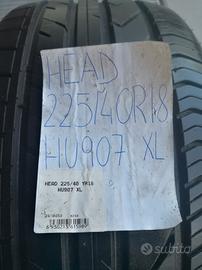 HEAD
225/40R18
HU907 XL
HEAD 225/40 YR18
HU907 XL
subito